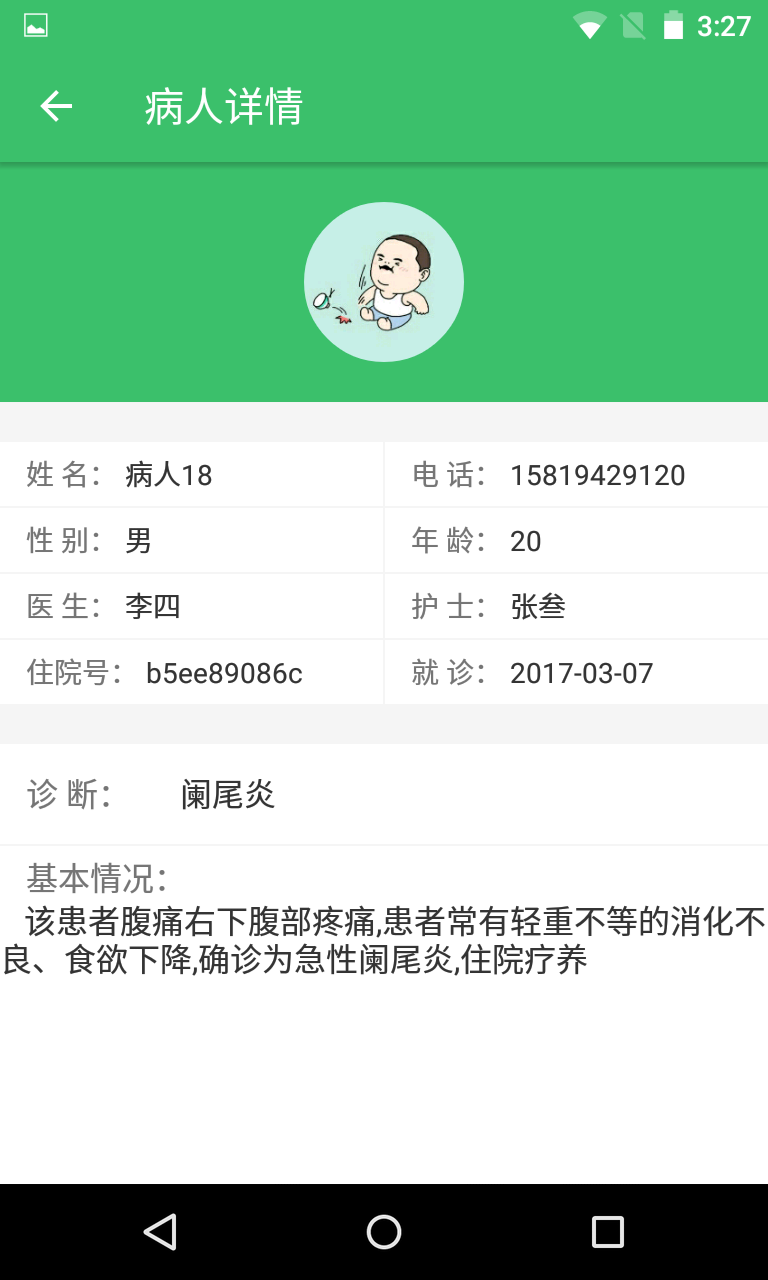 3:27
病人详情
姓 名： 病人18 电 话： 15819429120
性 别： 男 年 龄： 20
医 生： 李四 护 士： 张叁
住院号： b5ee89086c 就 诊： 2017-03-07
诊 断： 阑尾炎
基本情况：
该患者腹痛右下腹部疼痛,患者常有轻重不等的消化不
良、食欲下降,确诊为急性阑尾炎,住院疗养